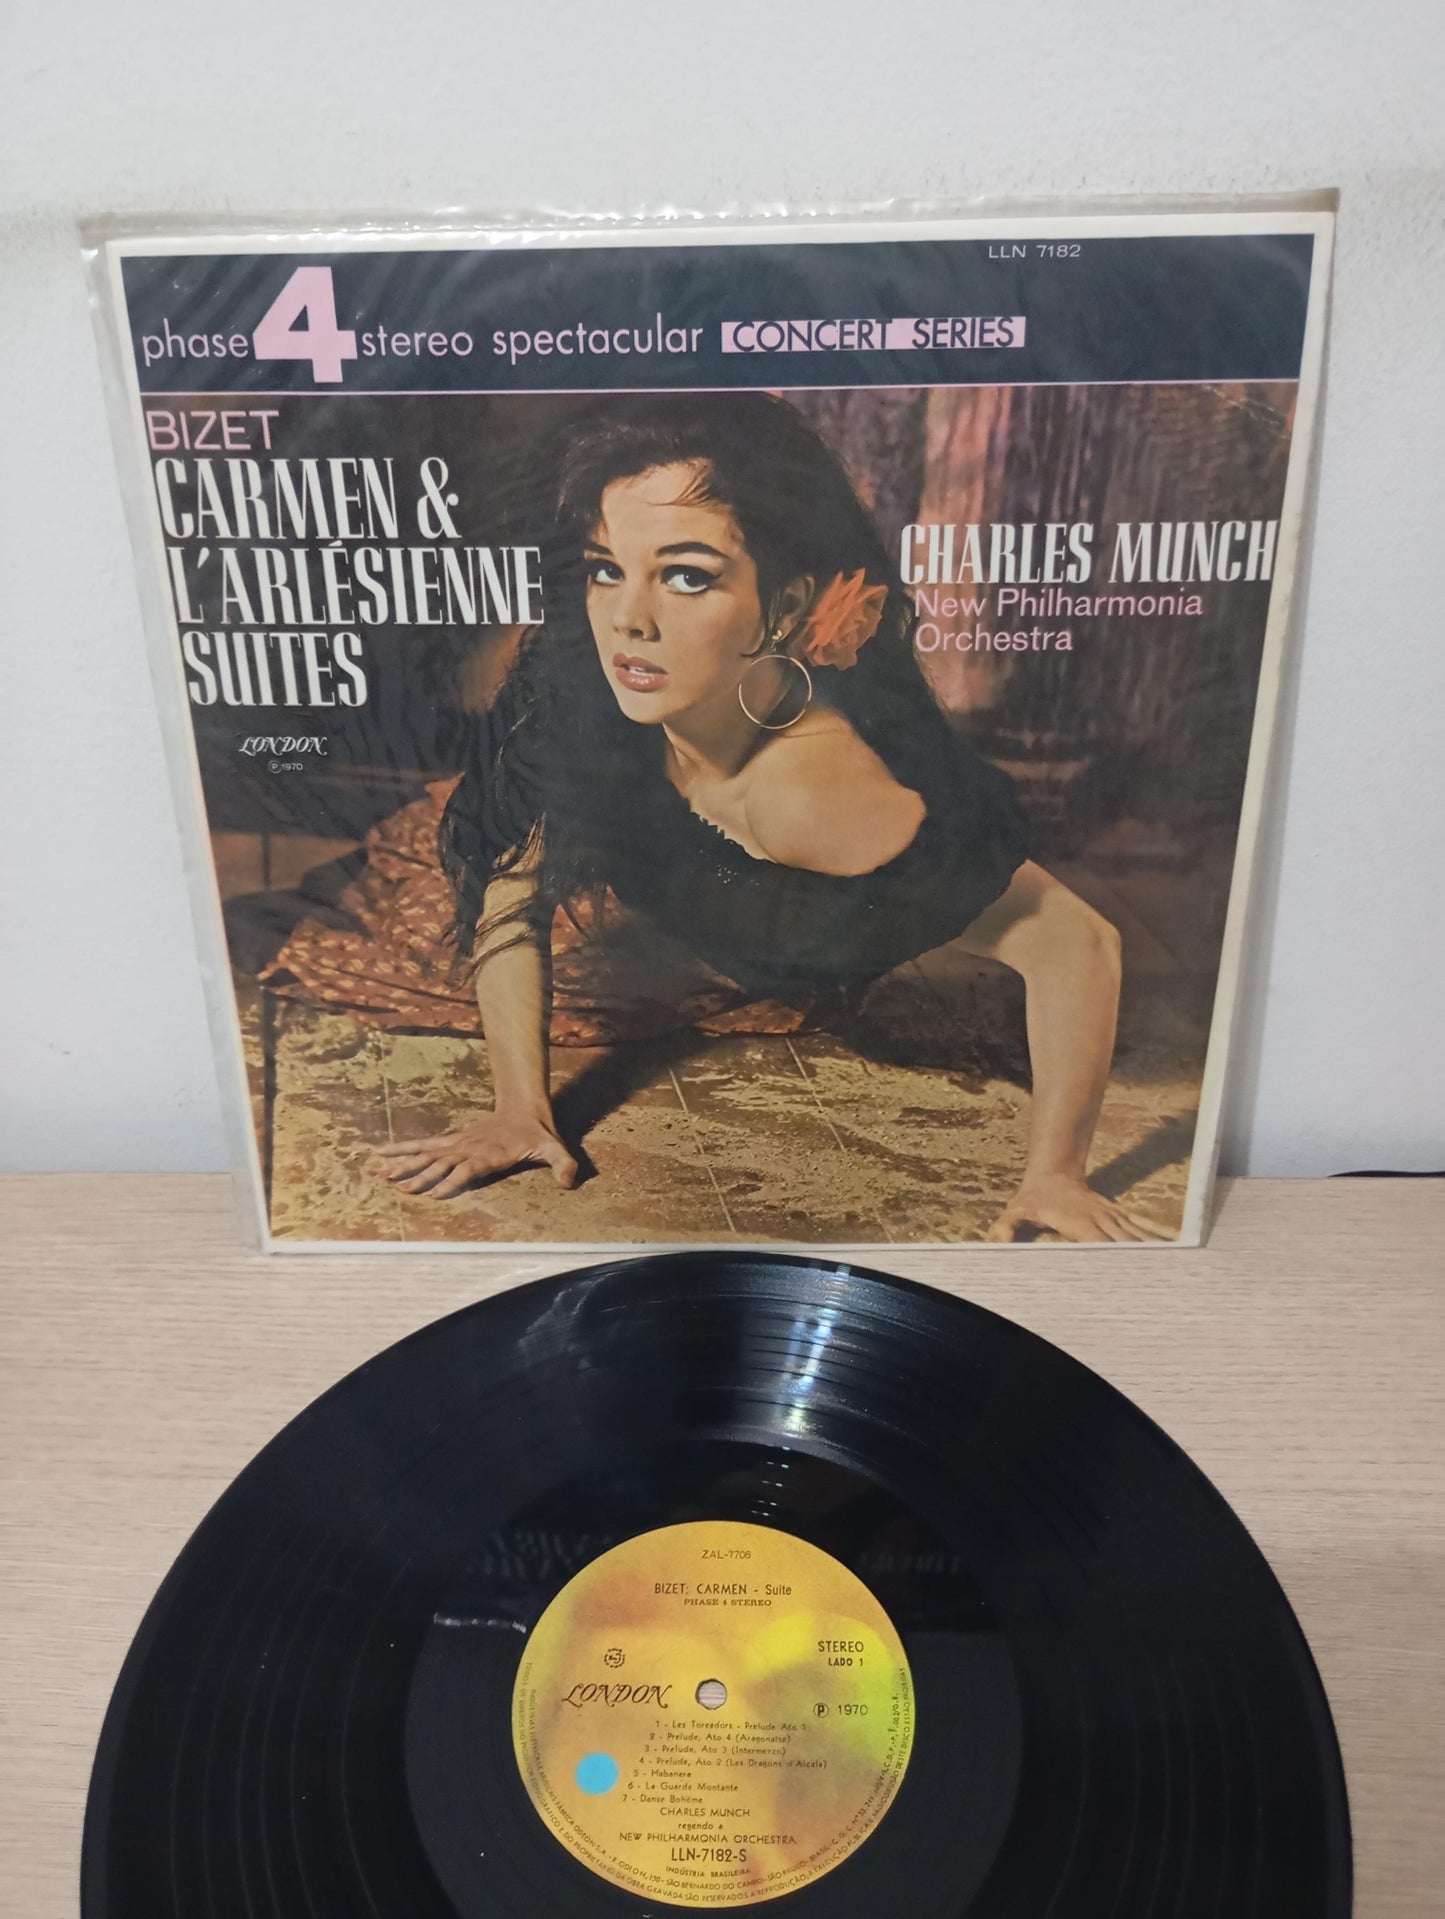 LLN 7182
phase 4 stereo spectacular CONCERT SERIES
BIZET
CARMEN &
L'ARLÉSIENNE
SUITES
LONDON
℗ 1970
CHARLES MUNCH
New Philharmonia
Orchestra
ZAL-7706
BIZET: CARMEN - Suite
PHASE 4 STEREO
STEREO
LADO 1
LONDON
℗ 1970
1 - Les Toreadors - Prelude Ato 1
2 - Prelude, Ato 4 (Aragonaise)
3 - Prelude, Ato 3 (Intermezzo)
4 - Prelude, Ato 2 (Les Dragons d'Alcala)
5 - Habanera
6 - La Guarde Montante
7 - Danse Bohème
CHARLES MUNCH
regendo a
NEW PHILHARMONIA ORCHESTRA
LLN-7182-S
INDÚSTRIA BRASILEIRA